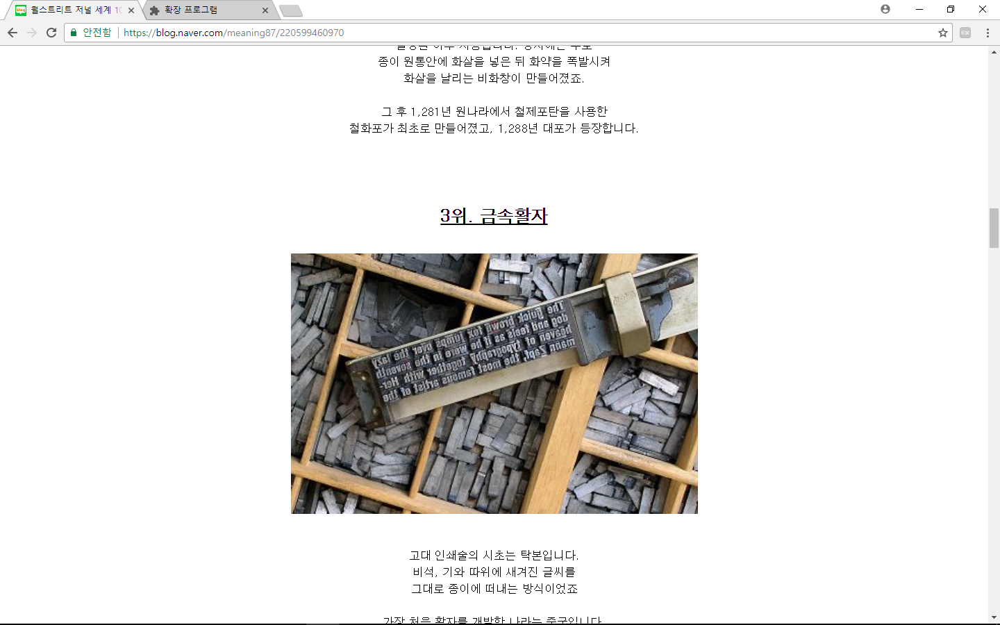 월스트리트 저널 세계 10
확장 프로그램
안전함
https://blog.naver.com/meaning87/220599460970
종이 원통안에 화살을 넣은 뒤 화약을 폭발시켜
화살을 날리는 비화창이 만들어졌죠.
그 후 1,281년 원나라에서 철제포탄을 사용한
철화포가 최초로 만들어졌고, 1,288년 대포가 등장합니다.
3위. 금속활자
The quick brown fox jumps over the lazy
dog and feels as if he were in the seventh
heaven of typography together with Her-
mann Zapf, the most famous artist of the
고대 인쇄술의 시초는 탁본입니다.
비석, 기와 따위에 새겨진 글씨를
그대로 종이에 떠내는 방식이었죠
가장 처음 활자를 개발한 나라는 중국입니다